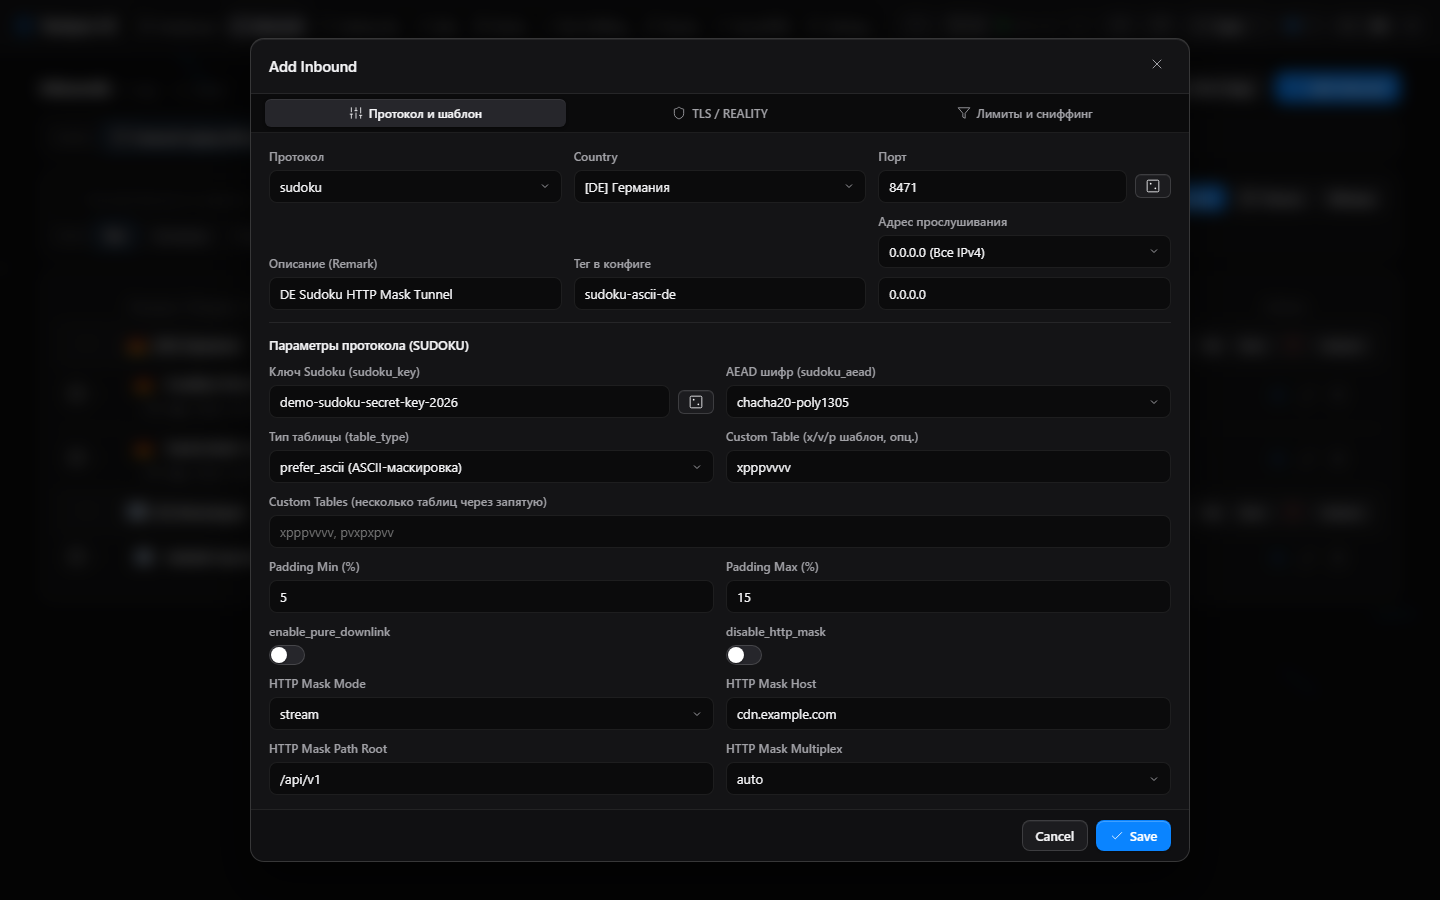 Add Inbound
Протокол и шаблон
TLS / REALITY
Лимиты и сниффинг
Протокол
Country
Порт
sudoku
[DE] Германия
8471
Адрес прослушивания
0.0.0.0 (Все IPv4)
Описание (Remark)
Тег в конфиге
DE Sudoku HTTP Mask Tunnel
sudoku-ascii-de
0.0.0.0
Параметры протокола (SUDOKU)
Ключ Sudoku (sudoku_key)
AEAD шифр (sudoku_aead)
demo-sudoku-secret-key-2026
chacha20-poly1305
Тип таблицы (table_type)
Custom Table (x/v/p шаблон, опц.)
prefer_ascii (ASCII-маскировка)
xpppvvvv
Custom Tables (несколько таблиц через запятую)
xpppvvvv, pvxpxpvv
Padding Min (%)
Padding Max (%)
5
15
enable_pure_downlink
disable_http_mask
HTTP Mask Mode
HTTP Mask Host
stream
cdn.example.com
HTTP Mask Path Root
HTTP Mask Multiplex
/api/v1
auto
Cancel
Save